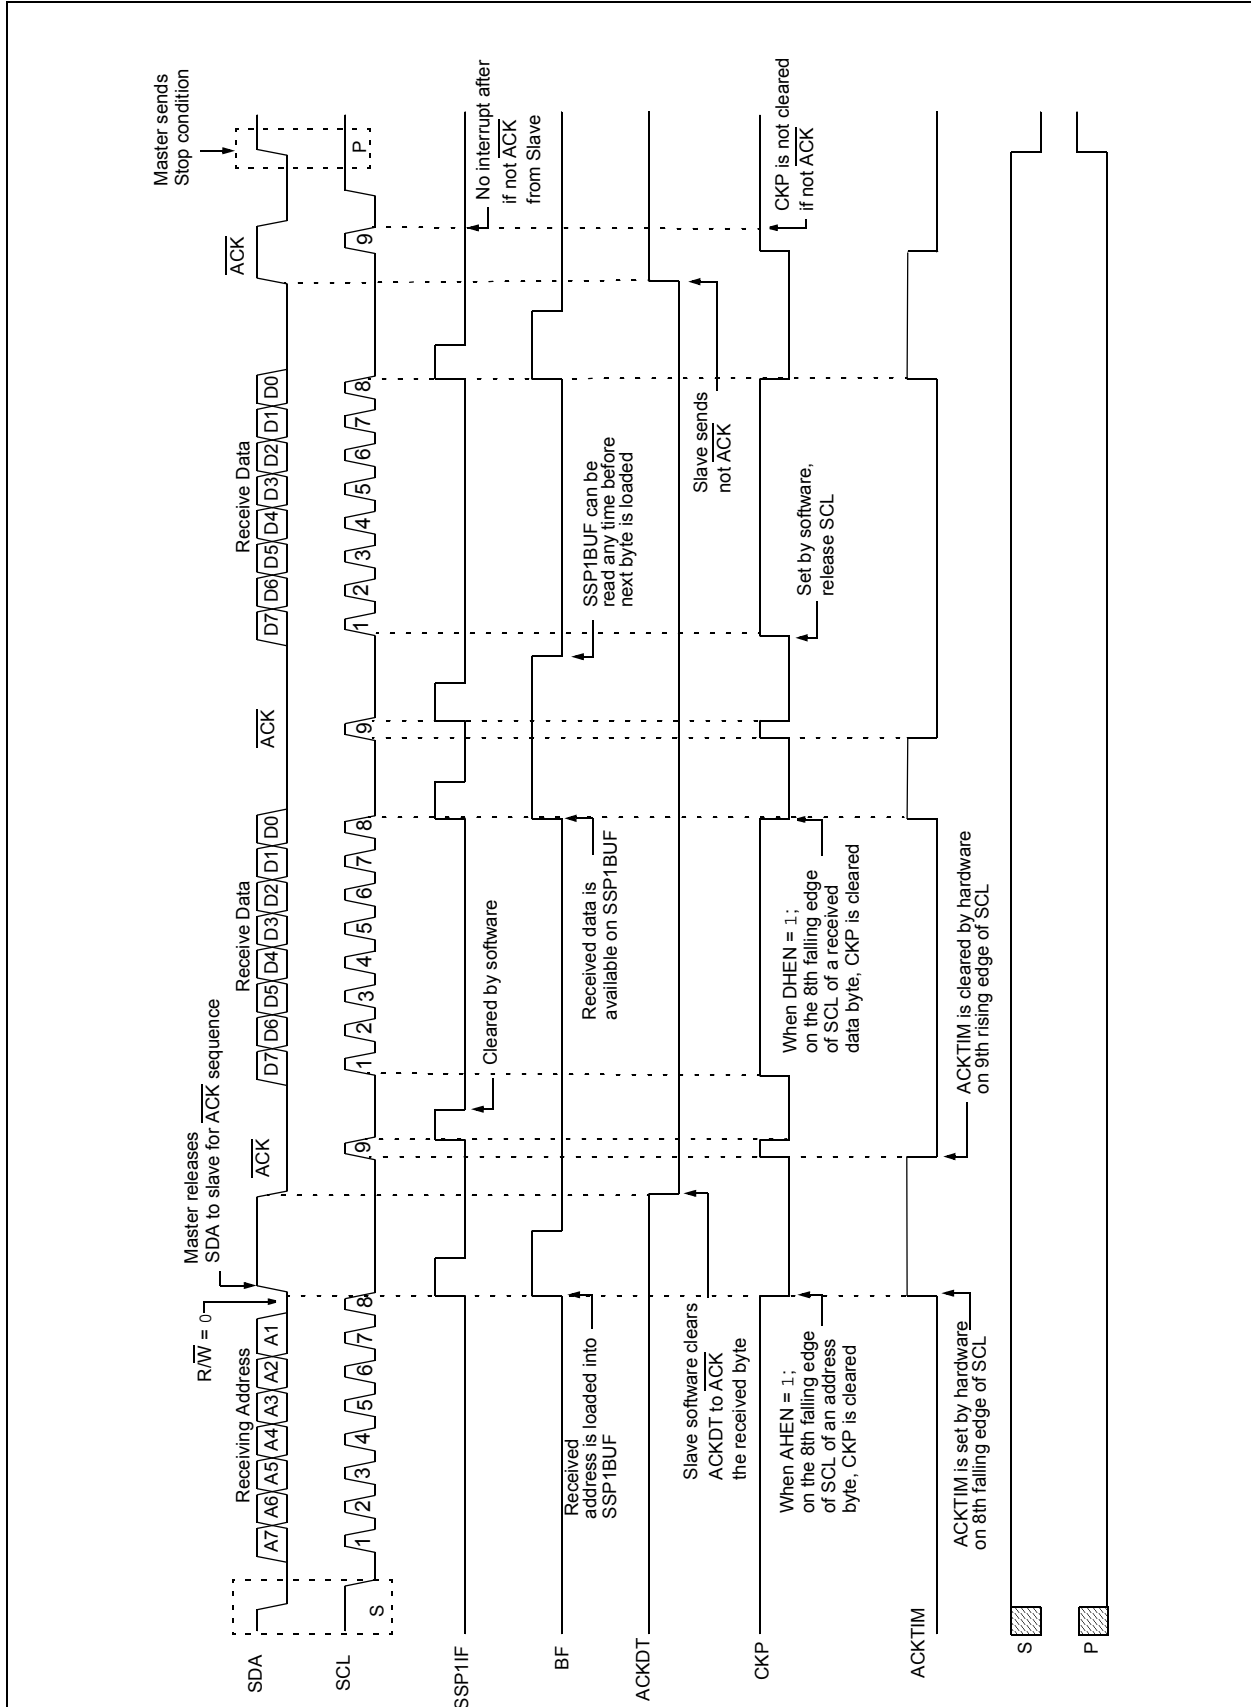 Master sends
Stop condition
Master releases
SDA to slave for ACK sequence
R/W = 0
Receiving Address
Receive Data
Receive Data
ACK
ACK
ACK
SDA
A7 A6 A5 A4 A3 A2 A1
D7 D6 D5 D4 D3 D2 D1 D0
D7 D6 D5 D4 D3 D2 D1 D0
SCL
S
1 2 3 4 5 6 7 8 9
1 2 3 4 5 6 7 8 9
1 2 3 4 5 6 7 8 9
P
SSP1IF
Cleared by software
No interrupt after
if not ACK
from Slave
BF
Received
address is loaded into
SSP1BUF
Received data is
available on SSP1BUF
SSP1BUF can be
read any time before
next byte is loaded
ACKDT
Slave software clears
ACKDT to ACK
the received byte
Slave sends
not ACK
CKP
When AHEN = 1;
on the 8th falling edge
of SCL of an address
byte, CKP is cleared
When DHEN = 1;
on the 8th falling edge
of SCL of a received
data byte, CKP is cleared
Set by software,
release SCL
CKP is not cleared
if not ACK
ACKTIM
ACKTIM is set by hardware
on 8th falling edge of SCL
ACKTIM is cleared by hardware
on 9th rising edge of SCL
S
P